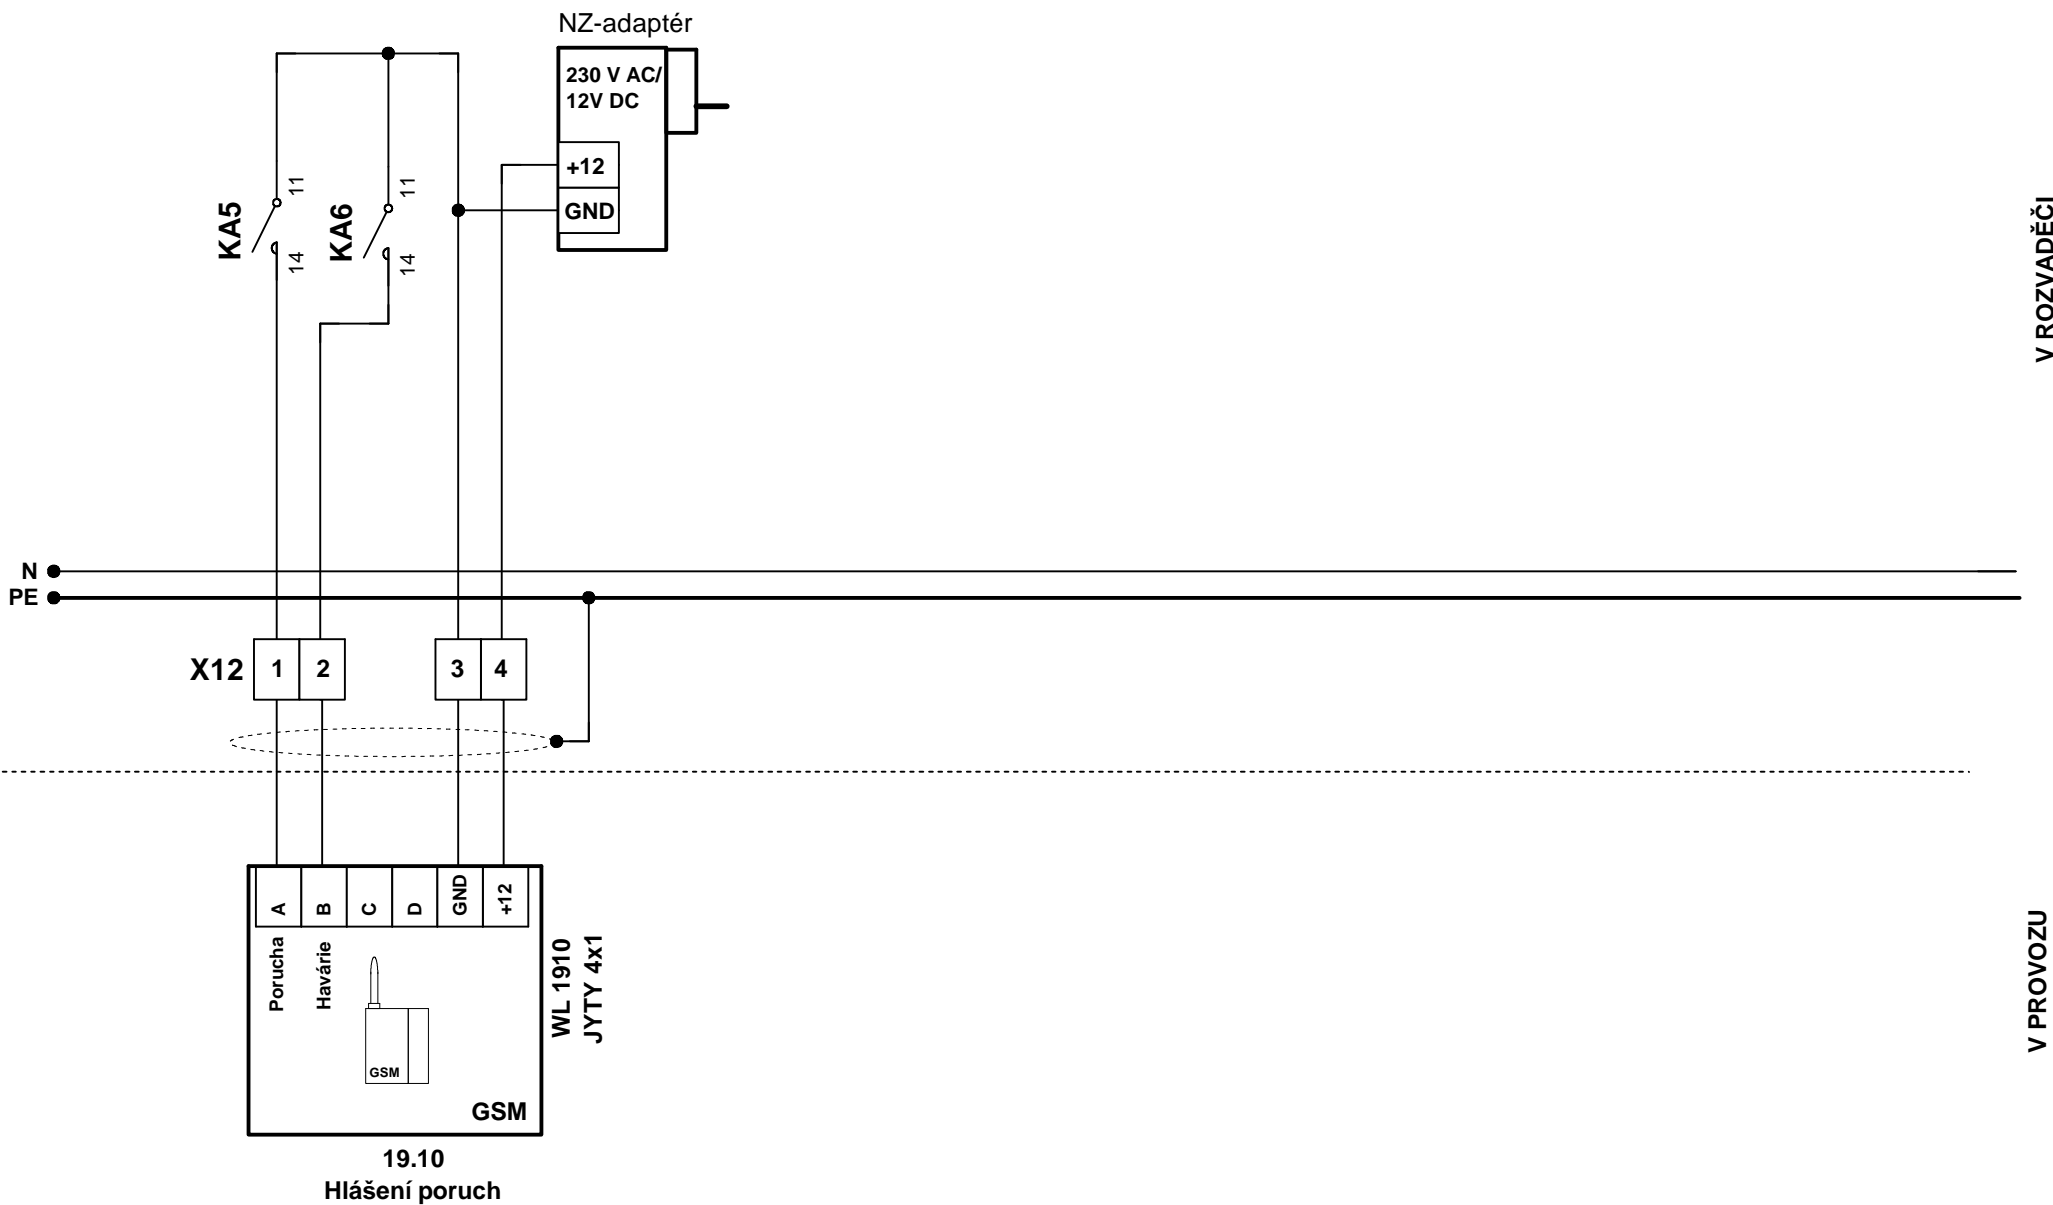 NZ-adaptér
230 V AC/
12V DC
+12
GND
KA5
11
14
KA6
11
14
V ROZVADĚČI
N
PE
X12
1
2
3
4
A
B
C
D
GND
+12
Porucha
Havárie
GSM
GSM
WL 1910
JYTY 4x1
V PROVOZU
19.10
Hlášení poruch